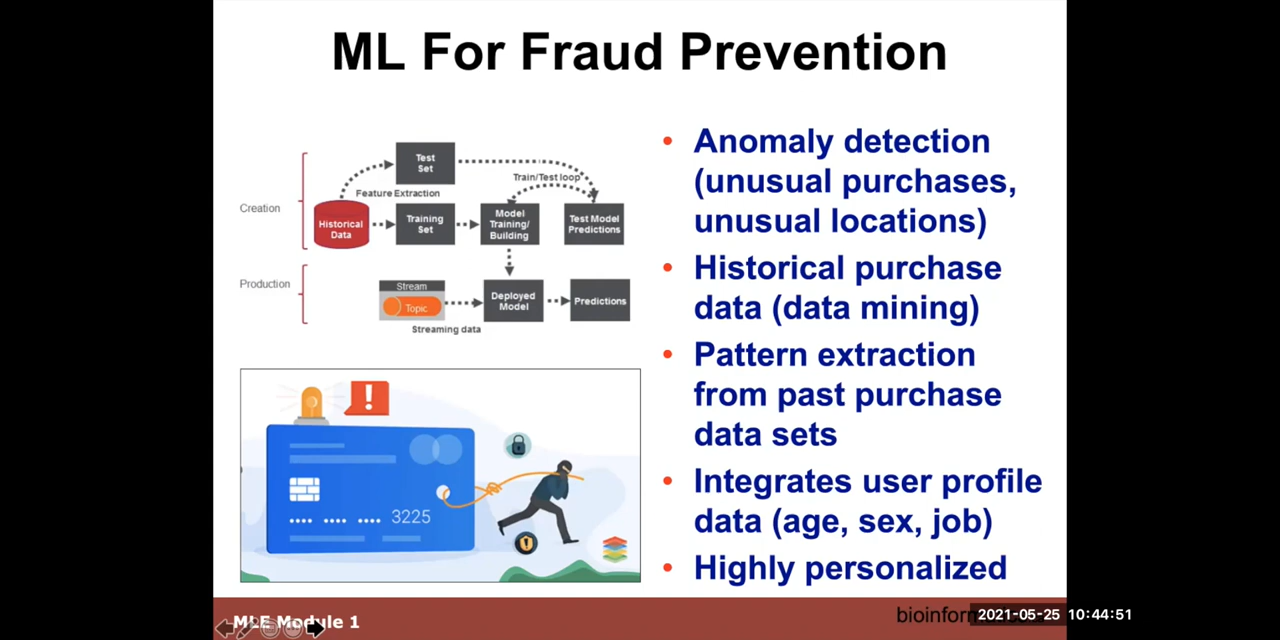 ML For Fraud Prevention
Test
Set
Train/Test loop
Feature Extraction
Creation
Historical
Data
Training
Set
Model
Training/
Building
Test Model
Predictions
Production
Stream
Topic
Deployed
Model
Predictions
Streaming data
!
3225
• Anomaly detection
(unusual purchases,
unusual locations)
• Historical purchase
data (data mining)
• Pattern extraction
from past purchase
data sets
• Integrates user profile
data (age, sex, job)
• Highly personalized
MLE Module 1
2021-05-25 10:44:51